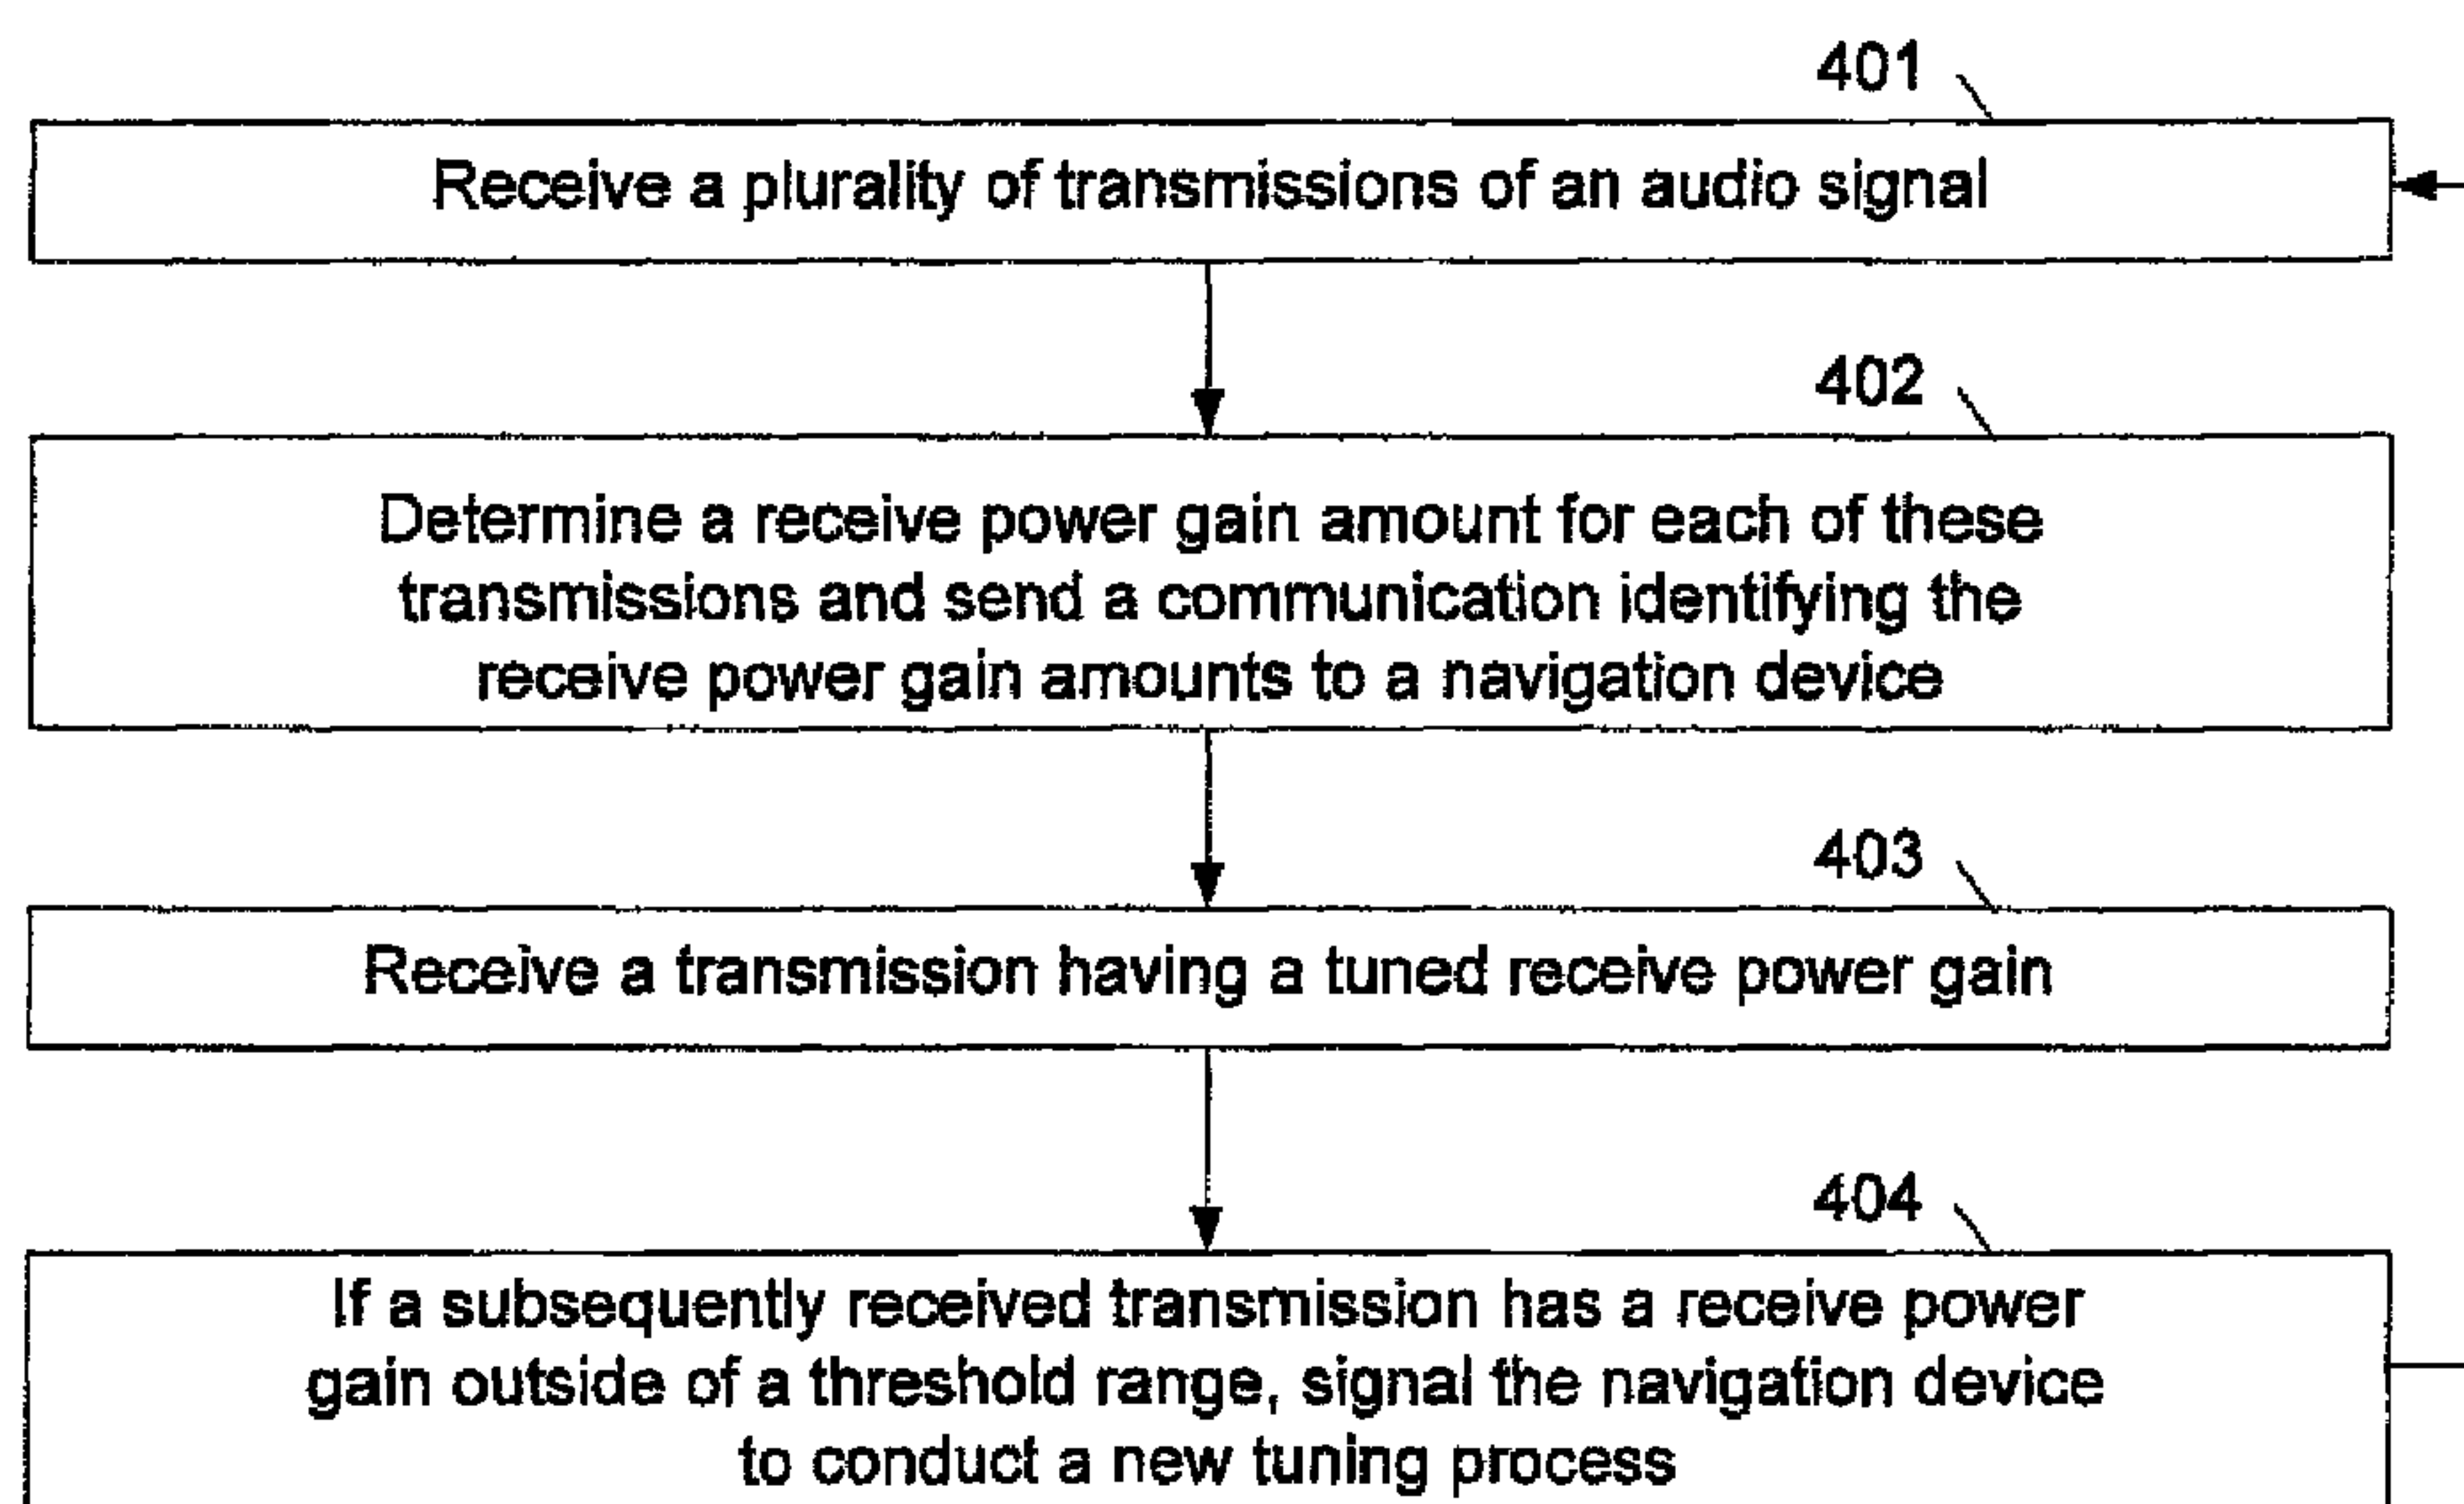 401
Receive a plurality of transmissions of an audio signal
402
Determine a receive power gain amount for each of these
transmissions and send a communication identifying the
receive power gain amounts to a navigation device
403
Receive a transmission having a tuned receive power gain
404
If a subsequently received transmission has a receive power
gain outside of a threshold range, signal the navigation device
to conduct a new tuning process